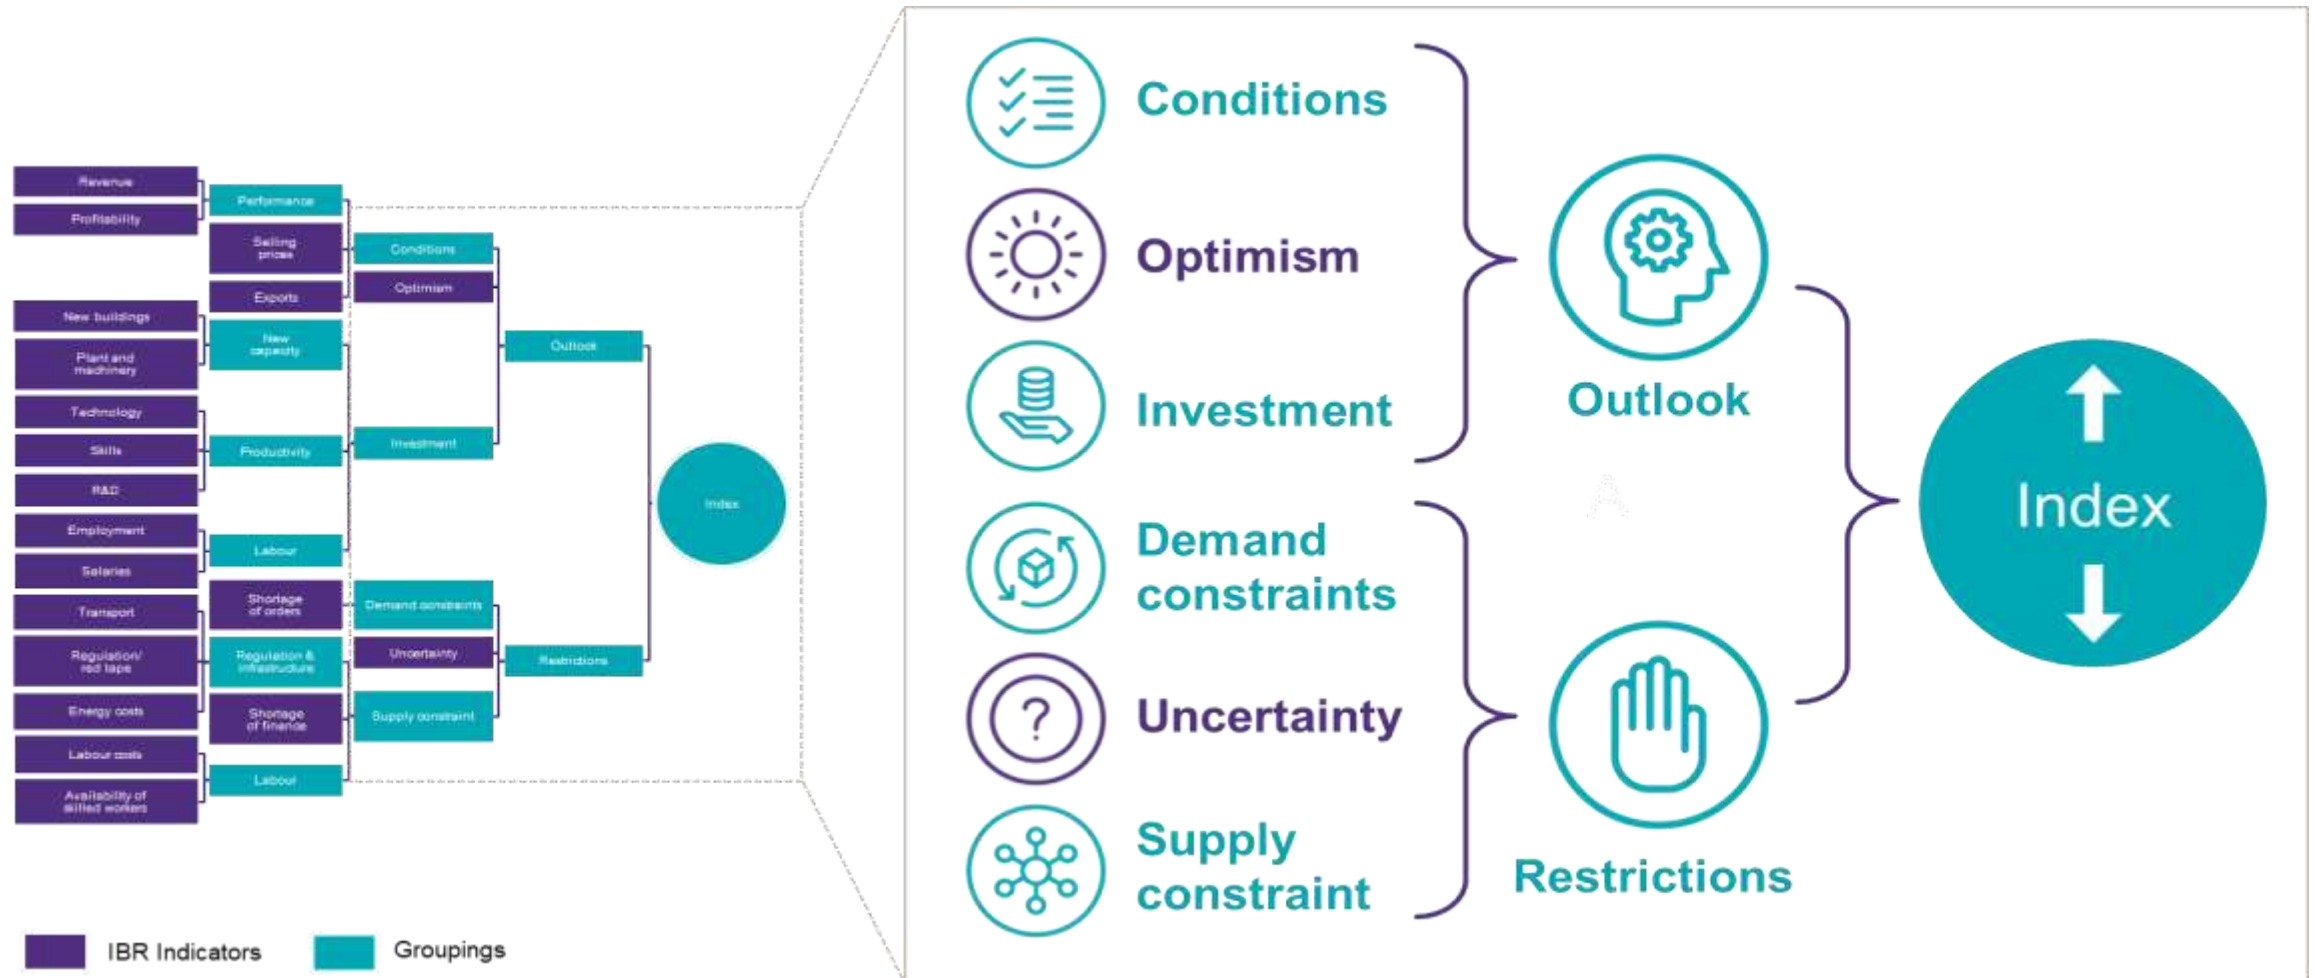 Revenue
Profitability
New buildings
Plant and
machinery
Technology
Skills
R&D
Employment
Salaries
Transport
Regulation/
red tape
Energy costs
Labour costs
Availability of
skilled workers
Performance
Selling
prices
Exports
New
capacity
Productivity
Labour
Shortage
of orders
Regulation &
infrastructure
Shortage
of finance
Labour
Conditions
Optimism
Investment
Demand constraints
Uncertainty
Supply constraint
Outlook
Restrictions
Index
IBR Indicators
Groupings
Conditions
Optimism
Investment
Demand
constraints
?
Uncertainty
Supply
constraint
Outlook
A
Restrictions
Index